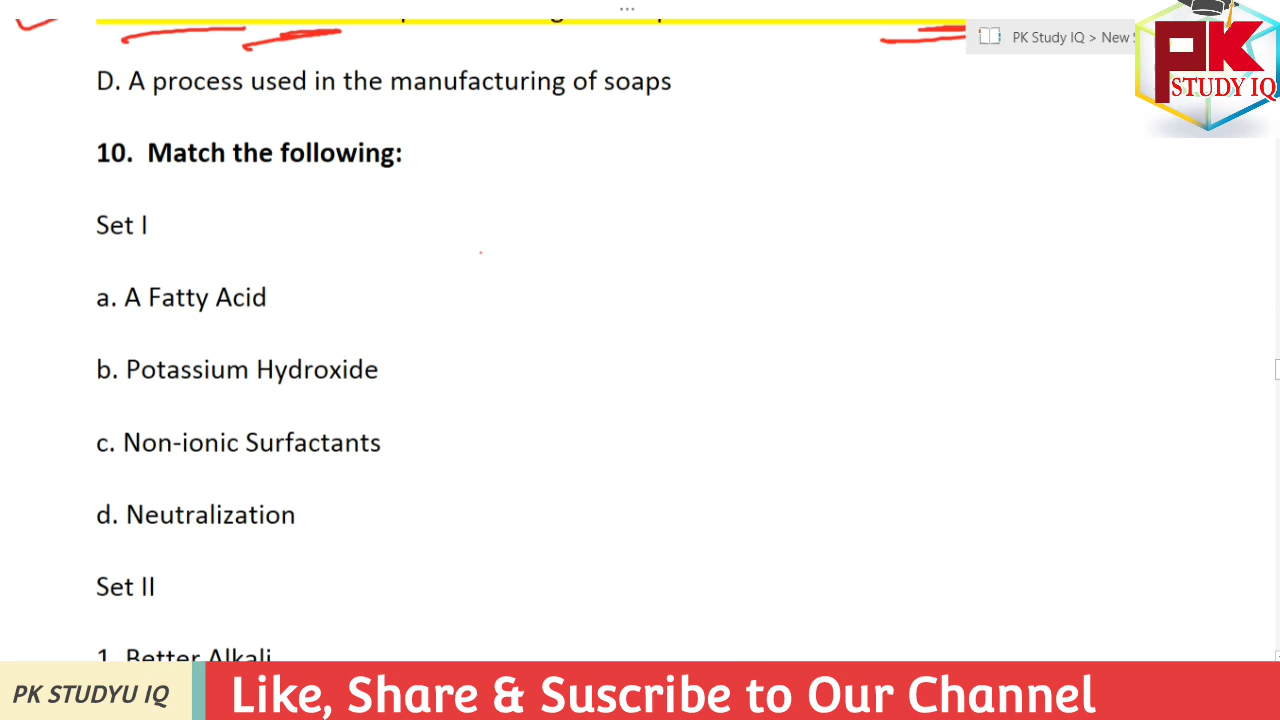 ...
PK Study IQ > New
PK
STUDY IQ
D. A process used in the manufacturing of soaps
10. Match the following:
Set I
a. A Fatty Acid
b. Potassium Hydroxide
c. Non-ionic Surfactants
d. Neutralization
Set II
1. Better Alkali
PK STUDYU IQ
Like, Share & Suscribe to Our Channel